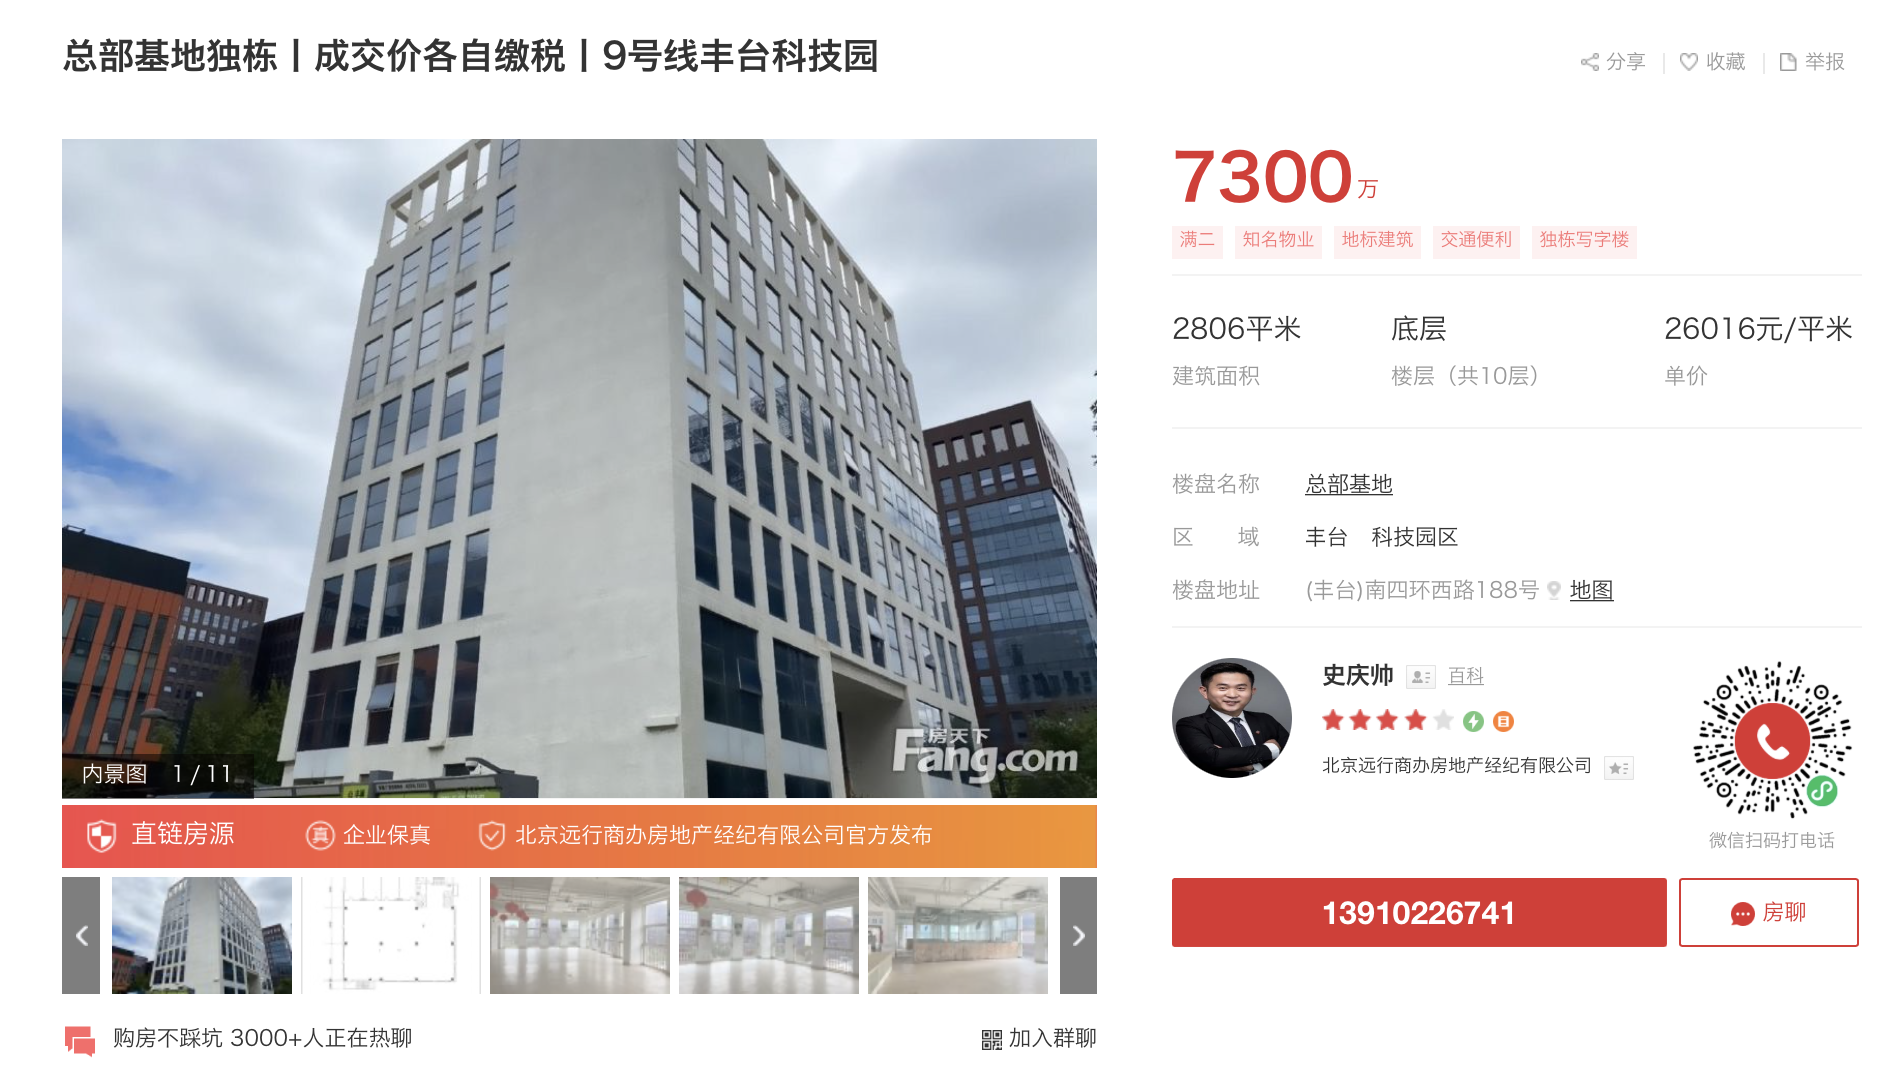 总部基地独栋丨成交价各自缴税丨9号线丰台科技园
分享
收藏
举报
房天下
Fang.com
内景图 1 / 11
直链房源
真 企业保真
北京远行商办房地产经纪有限公司官方发布
购房不踩坑 3000+人正在热聊
加入群聊
7300万
满二 知名物业 地标建筑 交通便利 独栋写字楼
2806平米 底层 26016元/平米
建筑面积 楼层（共10层） 单价
楼盘名称 总部基地
区 域 丰台 科技园区
楼盘地址 (丰台)南四环西路188号 地图
史庆帅 百科
北京远行商办房地产经纪有限公司
微信扫码打电话
13910226741
房聊